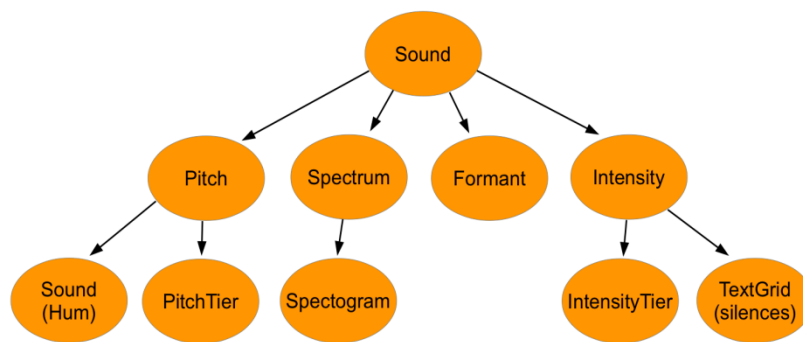 Sound
Pitch
Spectrum
Formant
Intensity
Sound
(Hum)
PitchTier
Spectogram
IntensityTier
TextGrid
(silences)